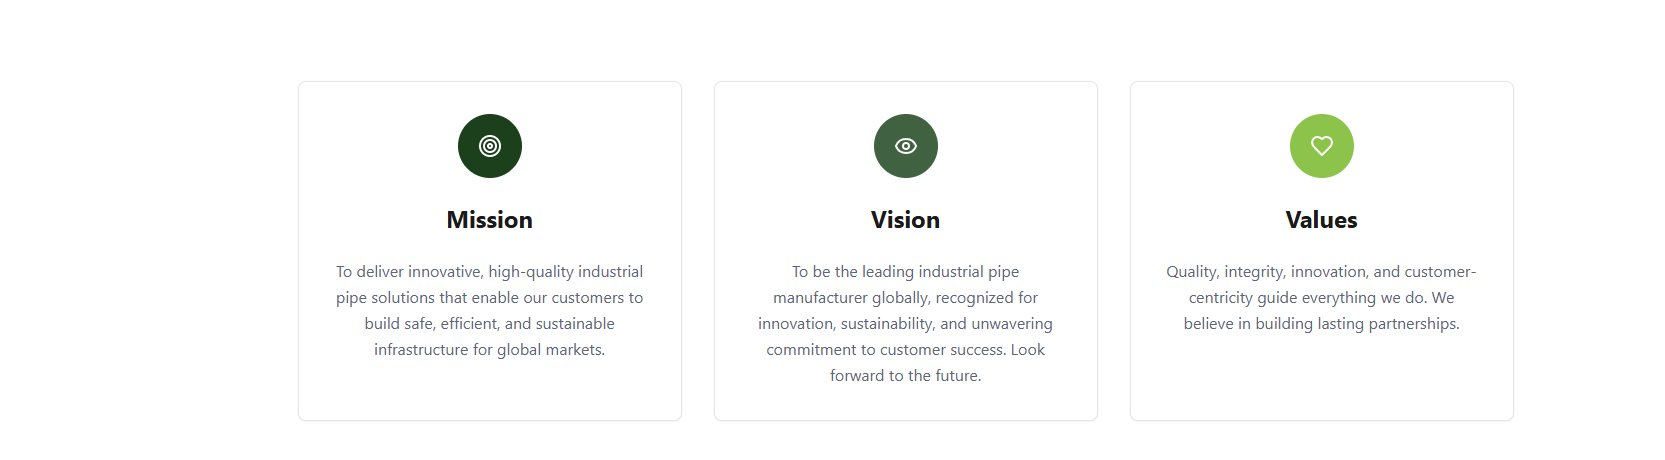 Mission
To deliver innovative, high-quality industrial
pipe solutions that enable our customers to
build safe, efficient, and sustainable
infrastructure for global markets.
Vision
To be the leading industrial pipe
manufacturer globally, recognized for
innovation, sustainability, and unwavering
commitment to customer success. Look
forward to the future.
Values
Quality, integrity, innovation, and customer-
centricity guide everything we do. We
believe in building lasting partnerships.